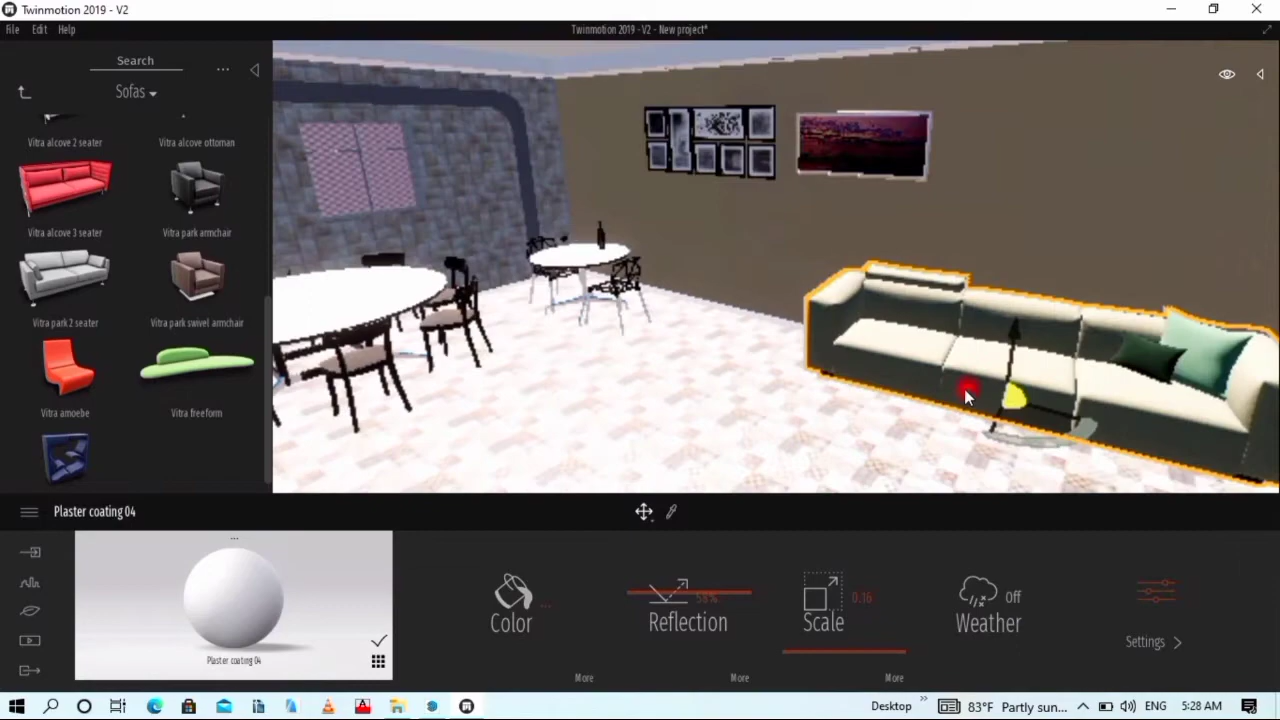 Twinmotion 2019 - V2
File Edit Help
Twinmotion 2019 - V2 - New project*
Search
...
Sofas
Vitra alcove 2 seater
Vitra alcove ottoman
Vitra alcove 3 seater
Vitra park armchair
Vitra park 2 seater
Vitra park swivel armchair
Vitra amoebe
Vitra freeform
Plaster coating 04
...
Plaster coating 04
Color ...
Reflection 58%
Scale 0.16
Weather Off
Settings
More
More
More
Desktop
83°F Partly sun...
ENG
5:28 AM